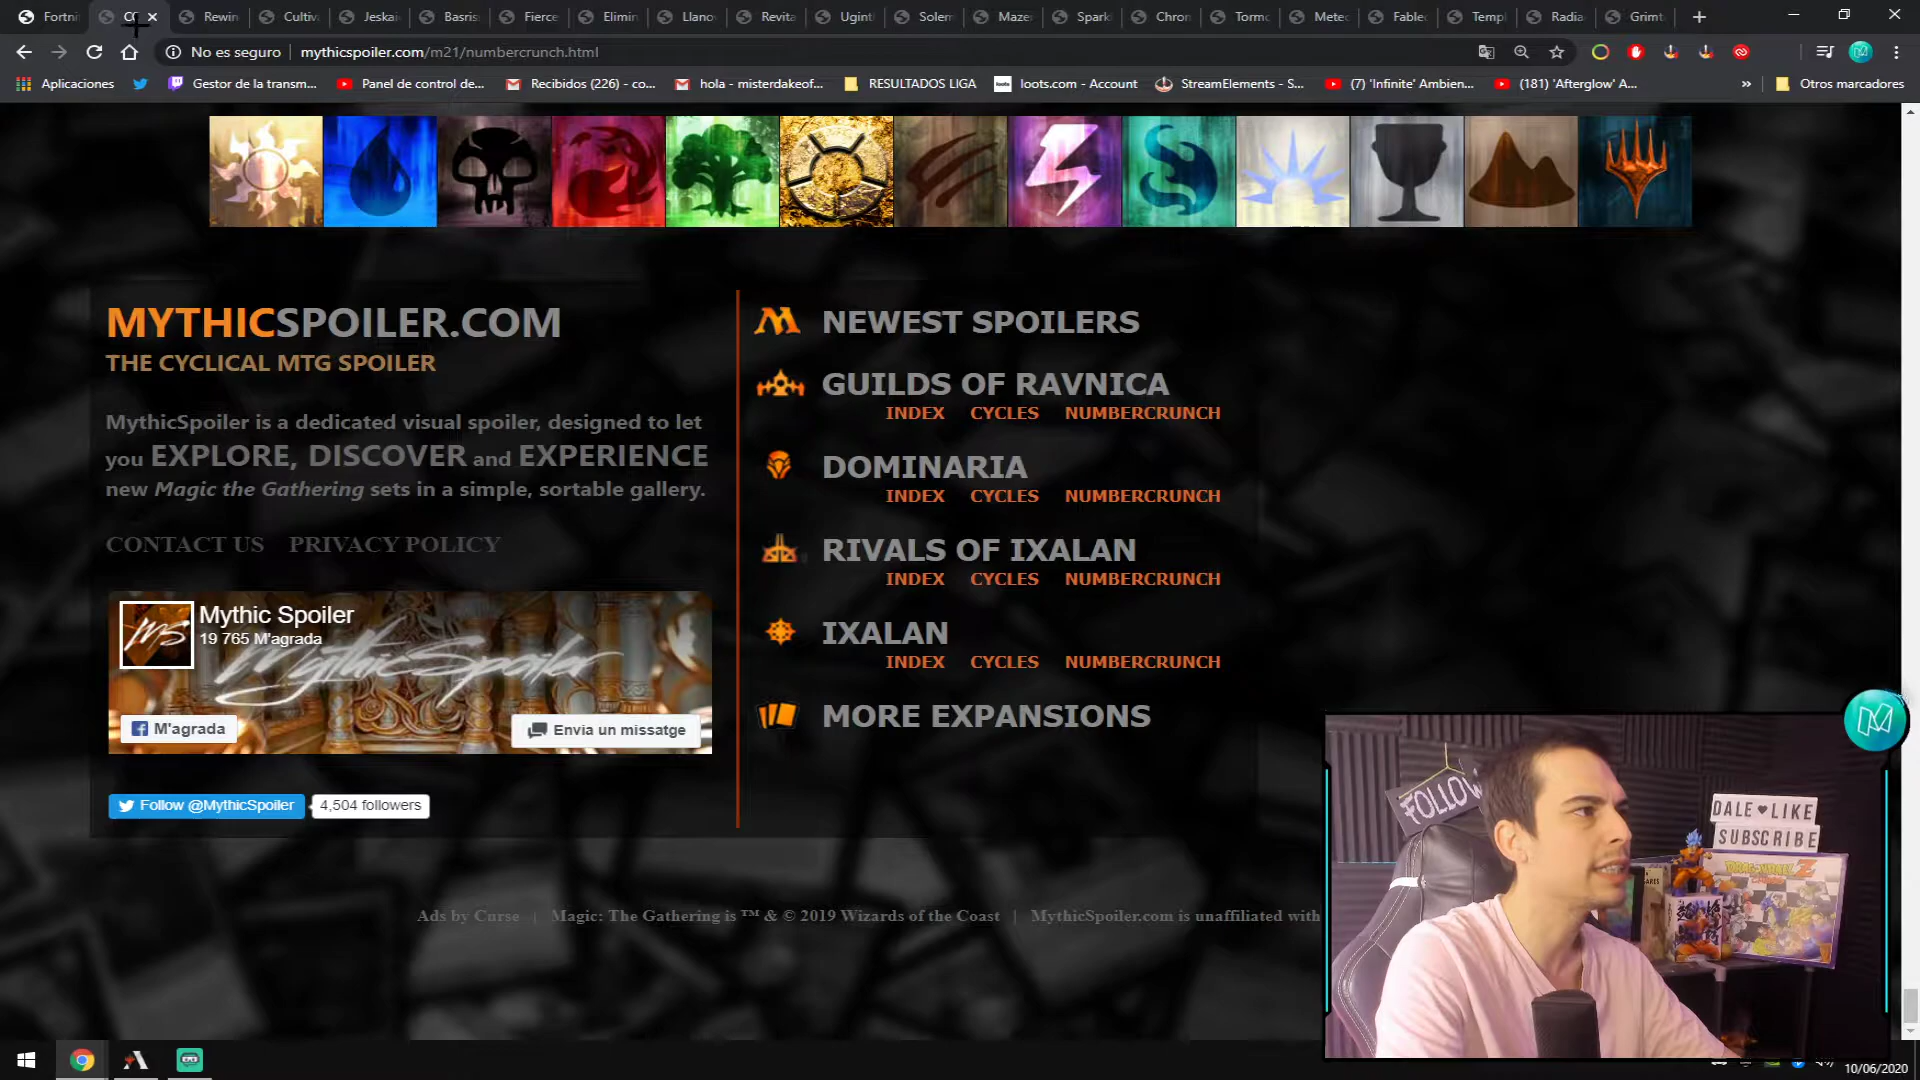 Fortni
CO
Rewin
Cultiv
Jeskai
Basris
Fierce
Elimin
Llano
Revita
Ugint
Solem
Maze
Spark
Chron
Torm
Meteo
Fable
Templ
Radia
Grim
No es seguro
mythicspoiler.com/m21/numbercrunch.html
Aplicaciones
Gestor de la transm...
Panel de control de...
Recibidos (226) - co...
hola - misterdakeof...
RESULTADOS LIGA
loots.com - Account
StreamElements - S...
(7) 'Infinite' Ambien...
(181) 'Afterglow' A...
»
Otros marcadores
MYTHICSPOILER.COM
THE CYCLICAL MTG SPOILER
MythicSpoiler is a dedicated visual spoiler, designed to let
you EXPLORE, DISCOVER and EXPERIENCE
new Magic the Gathering sets in a simple, sortable gallery.
CONTACT US PRIVACY POLICY
Mythic Spoiler
19 765 M'agrada
MS
MythicSpoiler
M'agrada
Envia un missatge
Follow @MythicSpoiler
4,504 followers
NEWEST SPOILERS
GUILDS OF RAVNICA
INDEX CYCLES NUMBERCRUNCH
DOMINARIA
INDEX CYCLES NUMBERCRUNCH
RIVALS OF IXALAN
INDEX CYCLES NUMBERCRUNCH
IXALAN
INDEX CYCLES NUMBERCRUNCH
MORE EXPANSIONS
Ads by Curse | Magic: The Gathering is ™ & © 2019 Wizards of the Coast | MythicSpoiler.com is unaffiliated with
FOLLOW
DALE ♥ LIKE
SUBSCRIBE
DRAGONBALL Z
10/06/2020